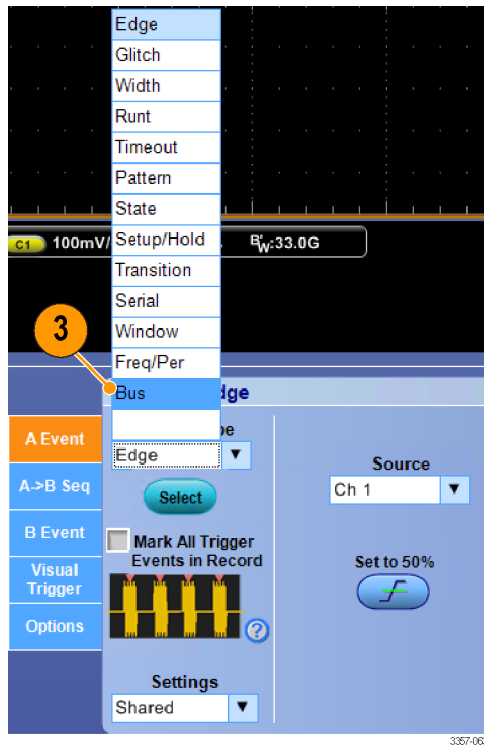 Edge
Glitch
Width
Runt
Timeout
Pattern
State
Setup/Hold
Transition
Serial
Window
Freq/Per
Bus
C1 100mV/
BW:33.0G
3
A Event
A->B Seq
B Event
Visual
Trigger
Options
Edge
Select
Mark All Trigger
Events in Record
?
Settings
Shared
Source
Ch 1
Set to 50%
3357-06